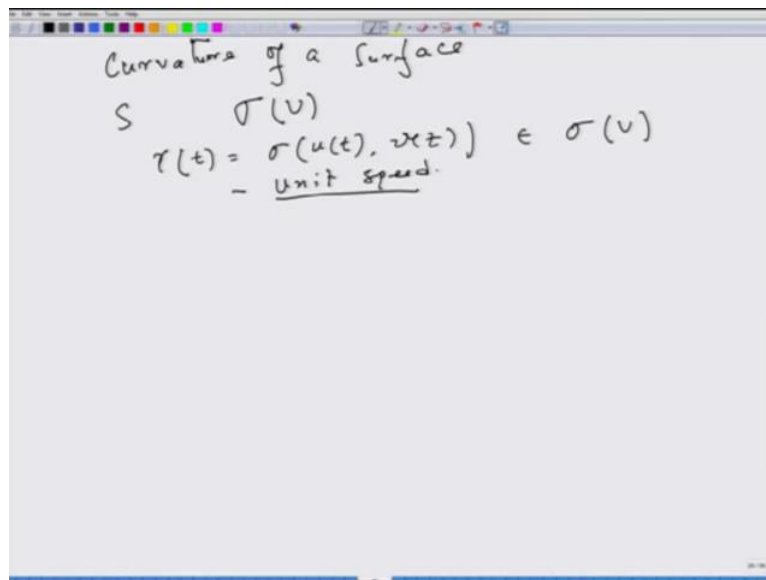 Curvature of a Surface
S σ(U)
γ(t) = σ(u(t), v(t)) ∈ σ(U)
- unit speed.